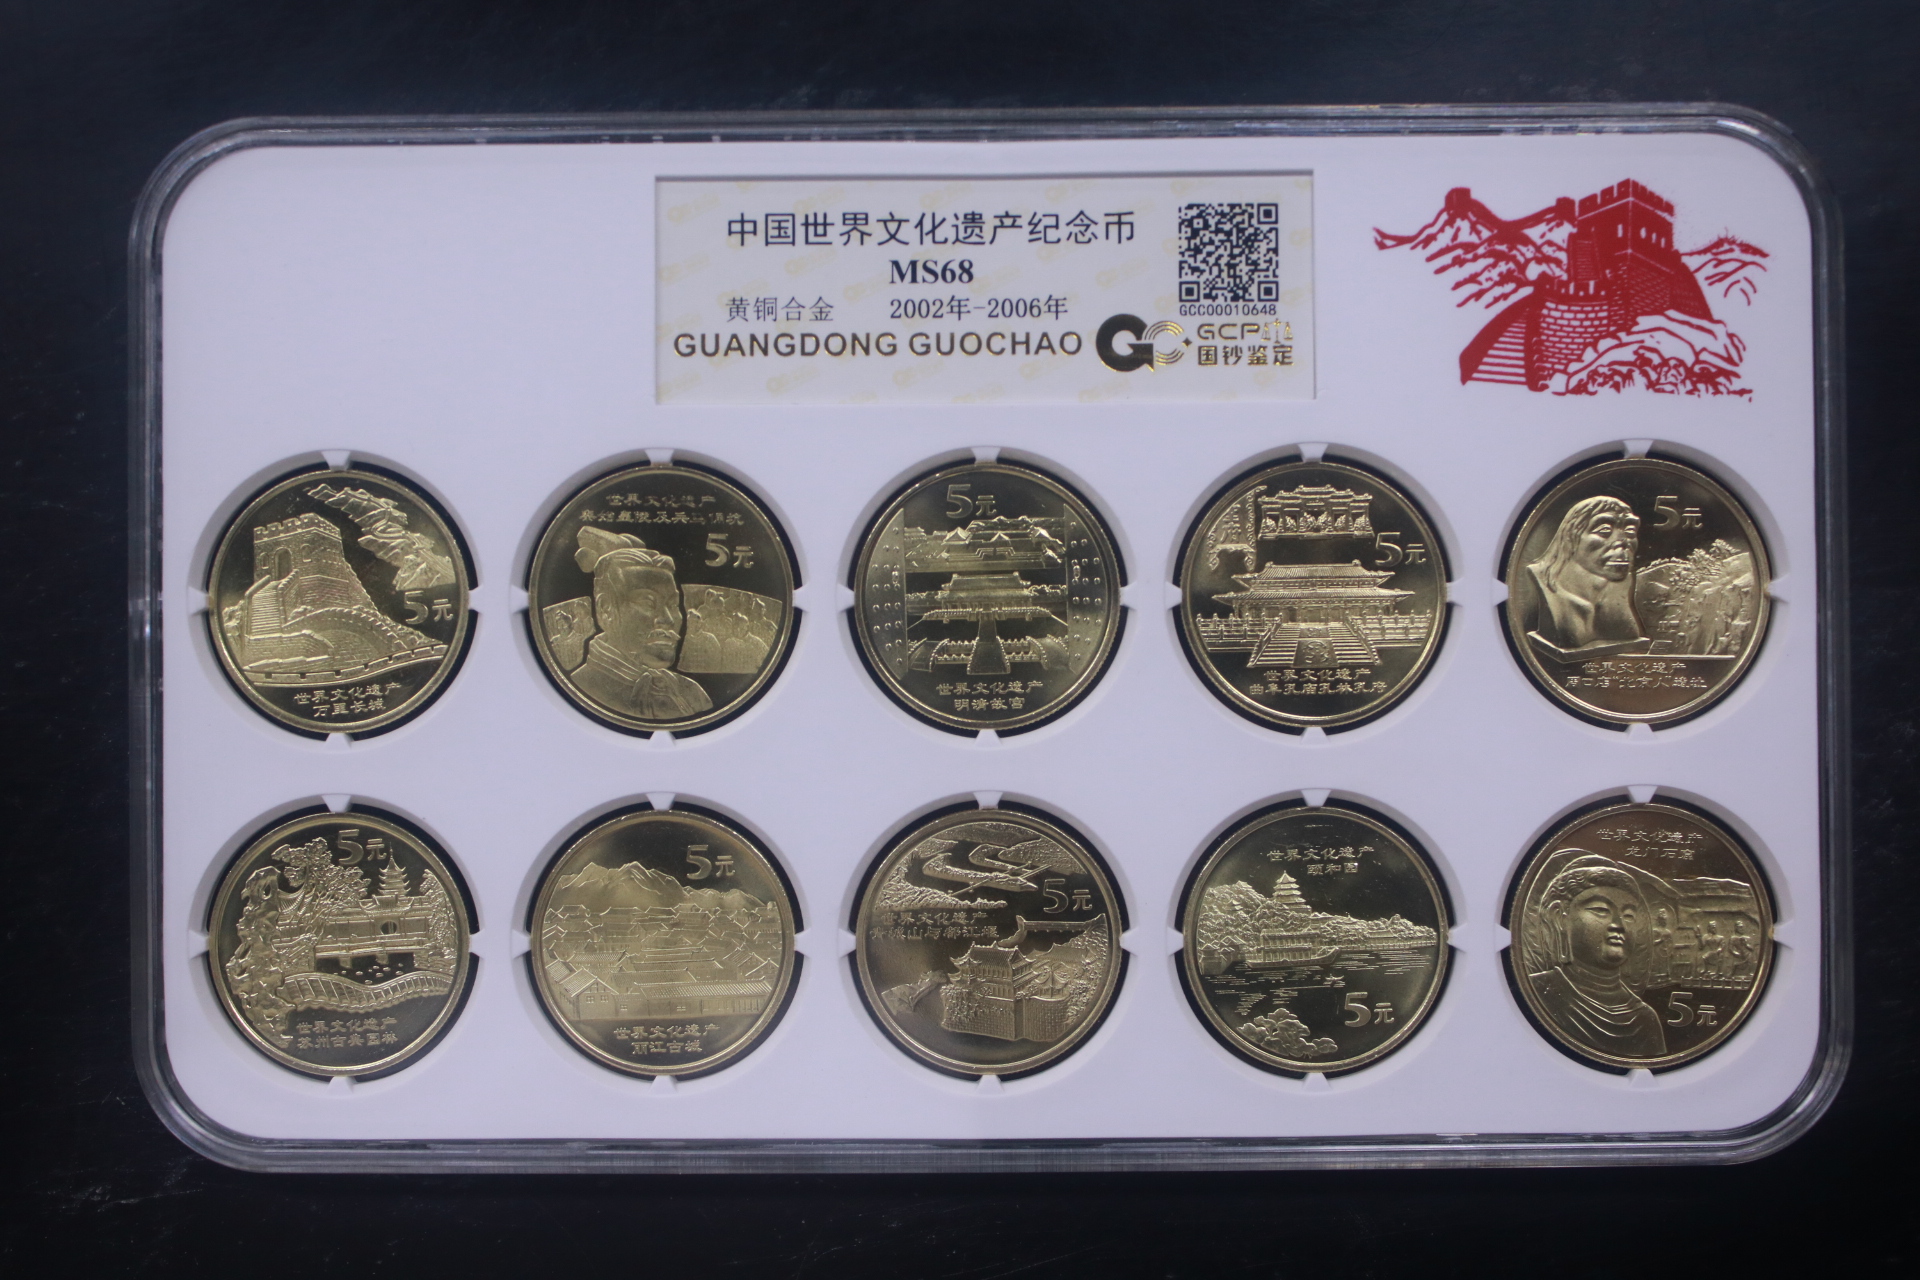 中国世界文化遗产纪念币
MS68
黄铜合金 2002年-2006年
GCC00010648
GUANGDONG GUOCHAO
GCP
国钞鉴定
5元
世界文化遗产
万里长城
世界文化遗产
秦始皇陵及兵马俑坑
5元
5元
世界文化遗产
明清故宫
5元
世界文化遗产
曲阜孔庙孔林孔府
5元
世界文化遗产
周口店"北京人"遗址
5元
世界文化遗产
苏州古典园林
5元
世界文化遗产
丽江古城
5元
世界文化遗产
青城山与都江堰
世界文化遗产
颐和园
5元
世界文化遗产
龙门石窟
5元